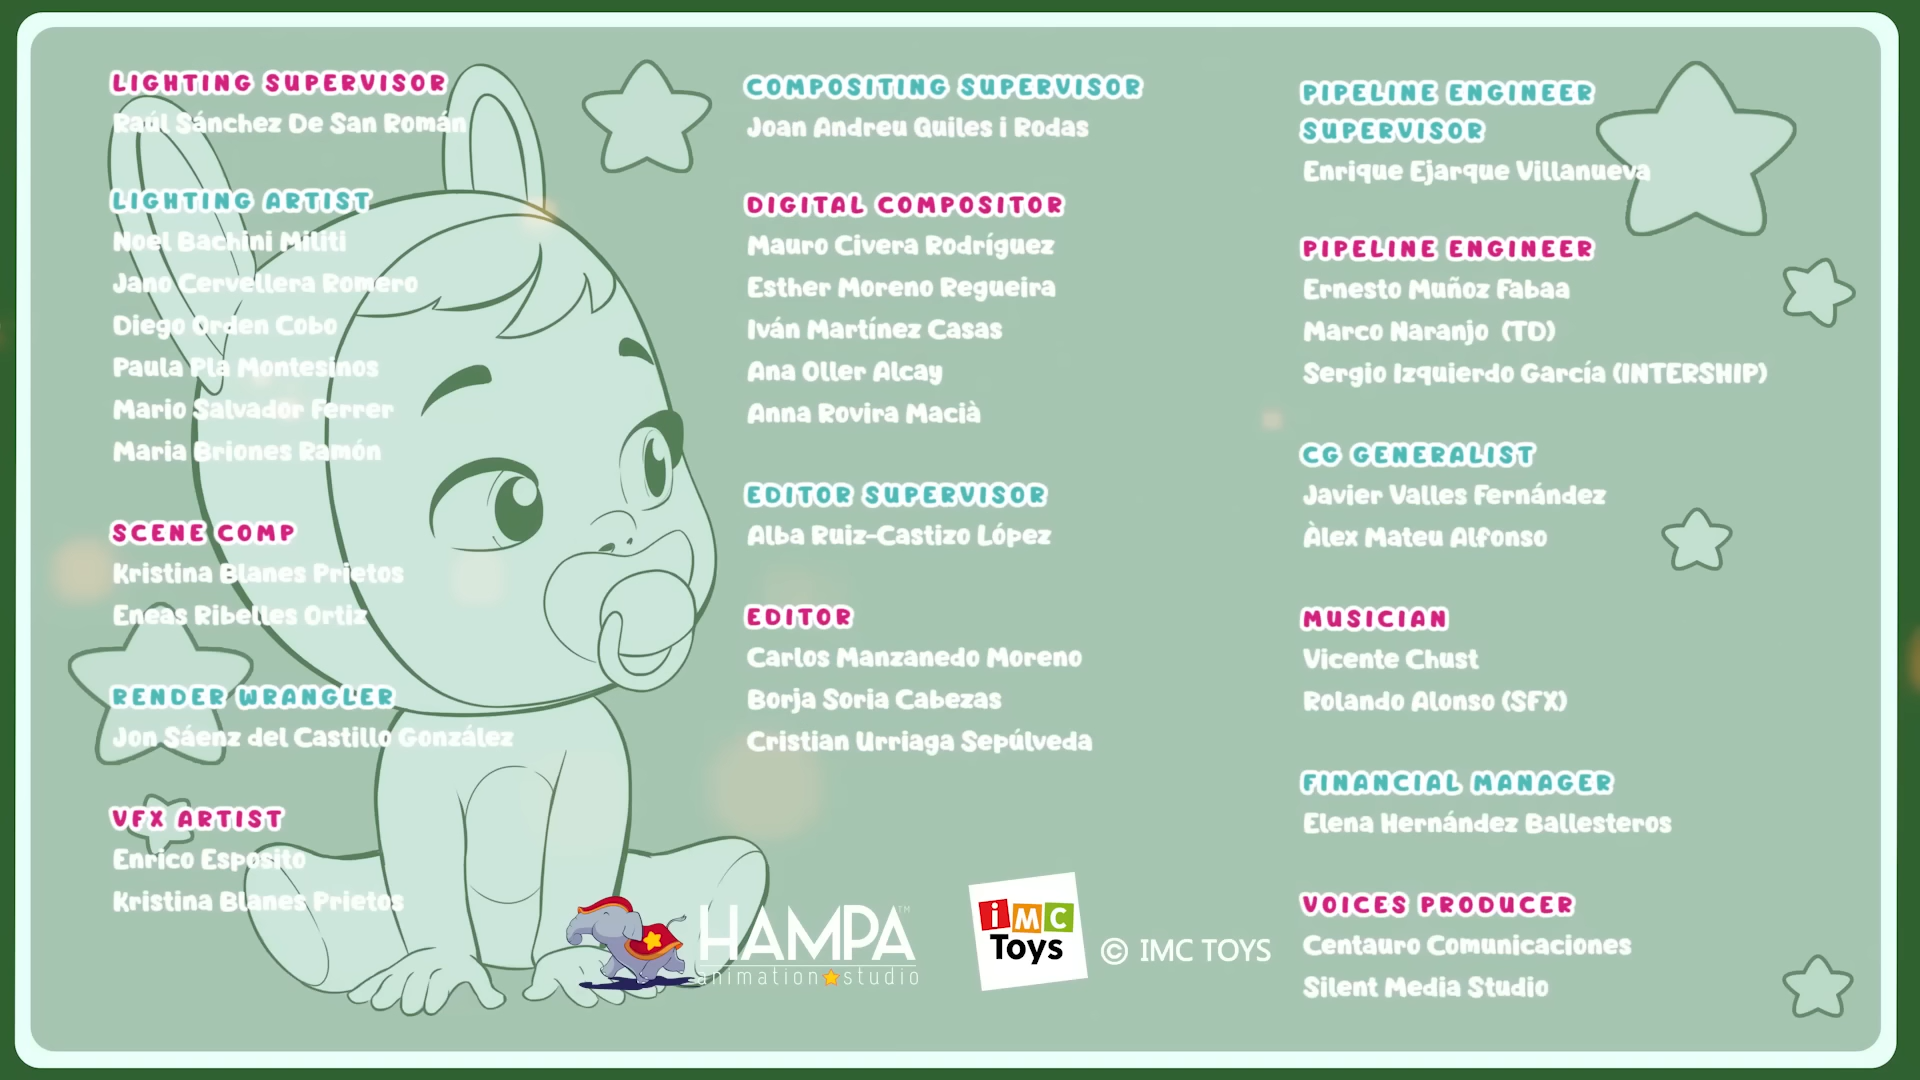 LIGHTING SUPERVISOR
Raúl Sánchez De San Román
LIGHTING ARTIST
Noel Bachini Militi
Jano Cervellera Romero
Diego Orden Cobo
Paula Pla Montesinos
Mario Salvador Ferrer
Maria Briones Ramón
SCENE COMP
Kristina Blanes Prietos
Eneas Ribelles Ortiz
RENDER WRANGLER
Jon Sáenz del Castillo González
VFX ARTIST
Enrico Esposito
Kristina Blanes Prietos
COMPOSITING SUPERVISOR
Joan Andreu Quiles i Rodas
DIGITAL COMPOSITOR
Mauro Civera Rodríguez
Esther Moreno Regueira
Iván Martínez Casas
Ana Oller Alcay
Anna Rovira Macià
EDITOR SUPERVISOR
Alba Ruiz-Castizo López
EDITOR
Carlos Manzanedo Moreno
Borja Soria Cabezas
Cristian Urriaga Sepúlveda
PIPELINE ENGINEER
SUPERVISOR
Enrique Ejarque Villanueva
PIPELINE ENGINEER
Ernesto Muñoz Fabaa
Marco Naranjo (TD)
Sergio Izquierdo García (INTERSHIP)
CG GENERALIST
Javier Valles Fernández
Àlex Mateu Alfonso
MUSICIAN
Vicente Chust
Rolando Alonso (SFX)
FINANCIAL MANAGER
Elena Hernández Ballesteros
VOICES PRODUCER
Centauro Comunicaciones
Silent Media Studio
HAMPA™
animation studio
iMC
Toys
© IMC TOYS